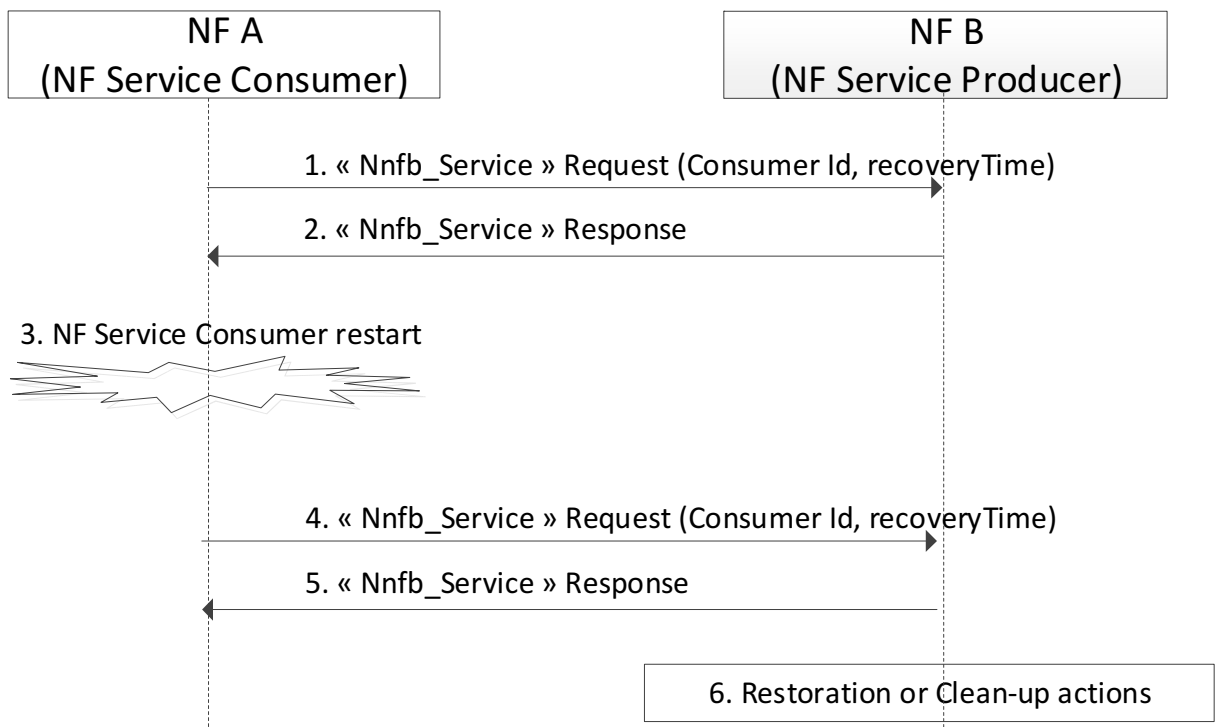 NF A
(NF Service Consumer)
NF B
(NF Service Producer)
1. « Nnfb_Service » Request (Consumer Id, recoveryTime)
2. « Nnfb_Service » Response
3. NF Service Consumer restart
4. « Nnfb_Service » Request (Consumer Id, recoveryTime)
5. « Nnfb_Service » Response
6. Restoration or Clean-up actions